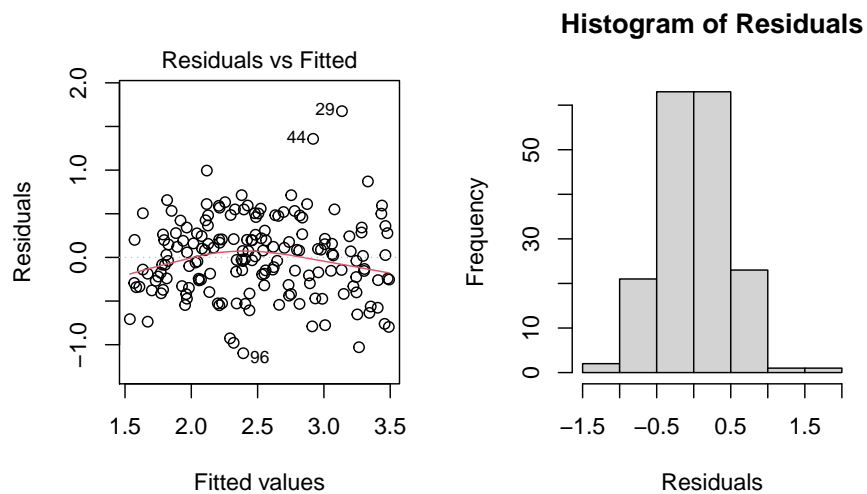 Residuals vs Fitted
Residuals
2.0
1.0
0.0
−1.0
29
44
96
1.5 2.0 2.5 3.0 3.5
Fitted values
Histogram of Residuals
Frequency
50
30
10
0
−1.5 −0.5 0.5 1.5
Residuals